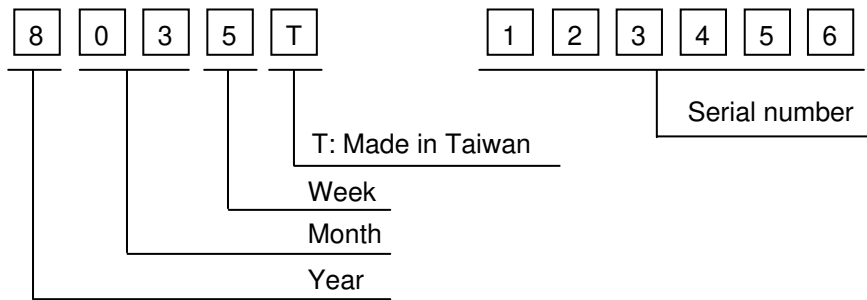 8 0 3 5 T 1 2 3 4 5 6
Serial number
T: Made in Taiwan
Week
Month
Year